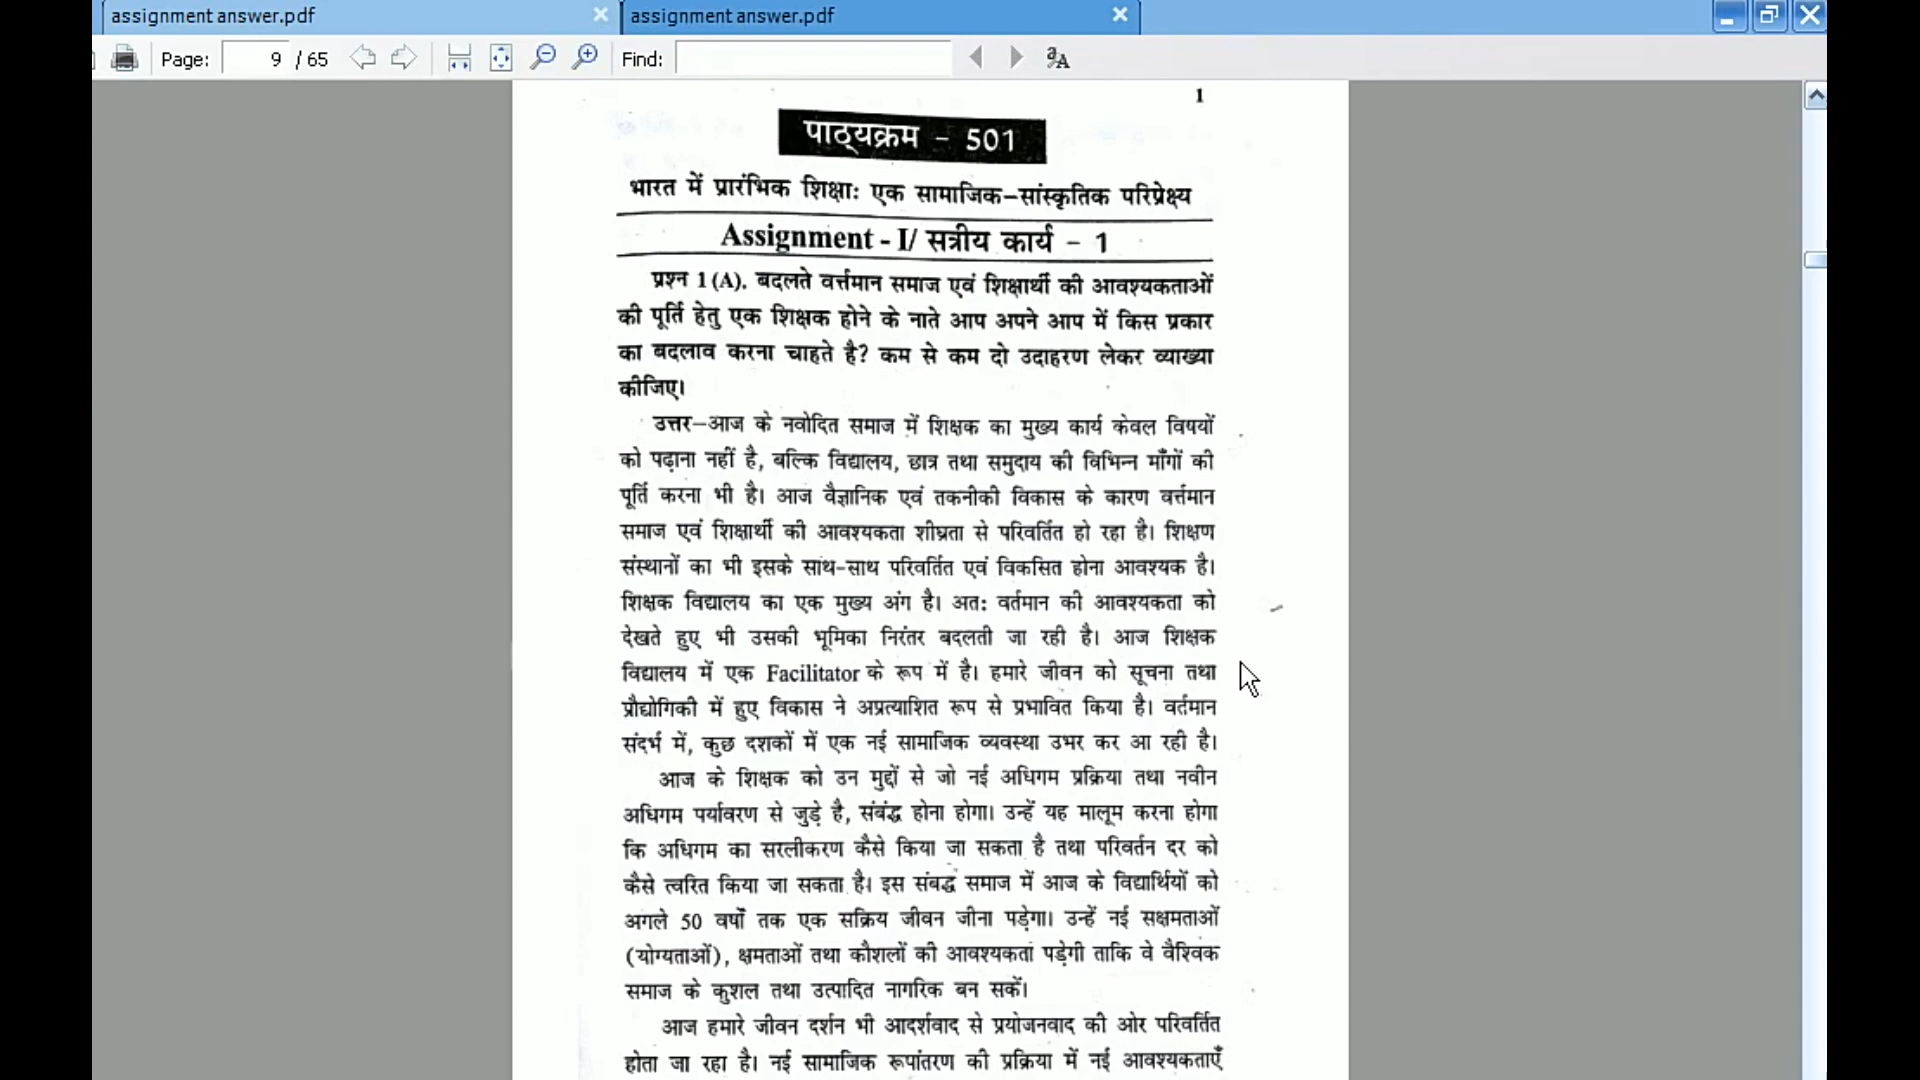 assignment answer.pdf
assignment answer.pdf
Page: 9 / 65 Find:
1
पाठ्यक्रम - 501
भारत में प्रारंभिक शिक्षाः एक सामाजिक-सांस्कृतिक परिप्रेक्ष्य
Assignment - I/ सत्रीय कार्य - 1
प्रश्न 1(A). बदलते वर्त्तमान समाज एवं शिक्षार्थी की आवश्यकताओं
की पूर्ति हेतु एक शिक्षक होने के नाते आप अपने आप में किस प्रकार
का बदलाव करना चाहते है? कम से कम दो उदाहरण लेकर व्याख्या
कीजिए।
उत्तर–आज के नवोदित समाज में शिक्षक का मुख्य कार्य केवल विषयों
को पढ़ाना नहीं है, बल्कि विद्यालय, छात्र तथा समुदाय की विभिन्न माँगों की
पूर्ति करना भी है। आज वैज्ञानिक एवं तकनीकी विकास के कारण वर्त्तमान
समाज एवं शिक्षार्थी की आवश्यकता शीघ्रता से परिवर्तित हो रहा है। शिक्षण
संस्थानों का भी इसके साथ-साथ परिवर्तित एवं विकसित होना आवश्यक है।
शिक्षक विद्यालय का एक मुख्य अंग है। अतः वर्तमान की आवश्यकता को
देखते हुए भी उसकी भूमिका निरंतर बदलती जा रही है। आज शिक्षक
विद्यालय में एक Facilitator के रूप में है। हमारे जीवन को सूचना तथा
प्रौद्योगिकी में हुए विकास ने अप्रत्याशित रूप से प्रभावित किया है। वर्तमान
संदर्भ में, कुछ दशकों में एक नई सामाजिक व्यवस्था उभर कर आ रही है।
आज के शिक्षक को उन मुद्दों से जो नई अधिगम प्रक्रिया तथा नवीन
अधिगम पर्यावरण से जुड़े है, संबंद्ध होना होगा। उन्हें यह मालूम करना होगा
कि अधिगम का सरलीकरण कैसे किया जा सकता है तथा परिवर्तन दर को
कैसे त्वरित किया जा सकता है। इस संबद्ध समाज में आज के विद्यार्थियों को
अगले 50 वर्षों तक एक सक्रिय जीवन जीना पड़ेगा। उन्हें नई सक्षमताओं
(योग्यताओं), क्षमताओं तथा कौशलों की आवश्यकता पड़ेगी ताकि वे वैश्विक
समाज के कुशल तथा उत्पादित नागरिक बन सकें।
आज हमारे जीवन दर्शन भी आदर्शवाद से प्रयोजनवाद की ओर परिवर्तित
होता जा रहा है। नई सामाजिक रूपांतरण की प्रक्रिया में नई आवश्यकताएँ